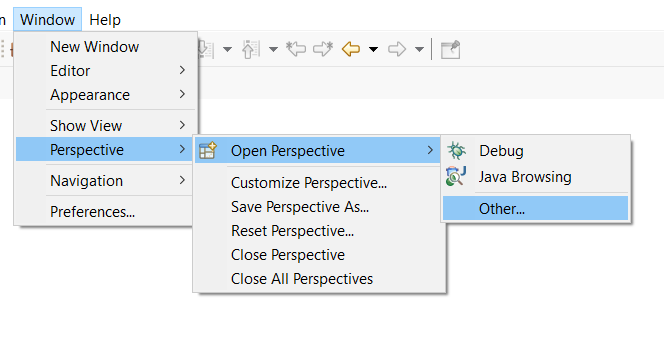 n Window Help
New Window
Editor
Appearance
Show View
Perspective
Navigation
Preferences...
Open Perspective
Customize Perspective...
Save Perspective As...
Reset Perspective...
Close Perspective
Close All Perspectives
Debug
Java Browsing
Other...